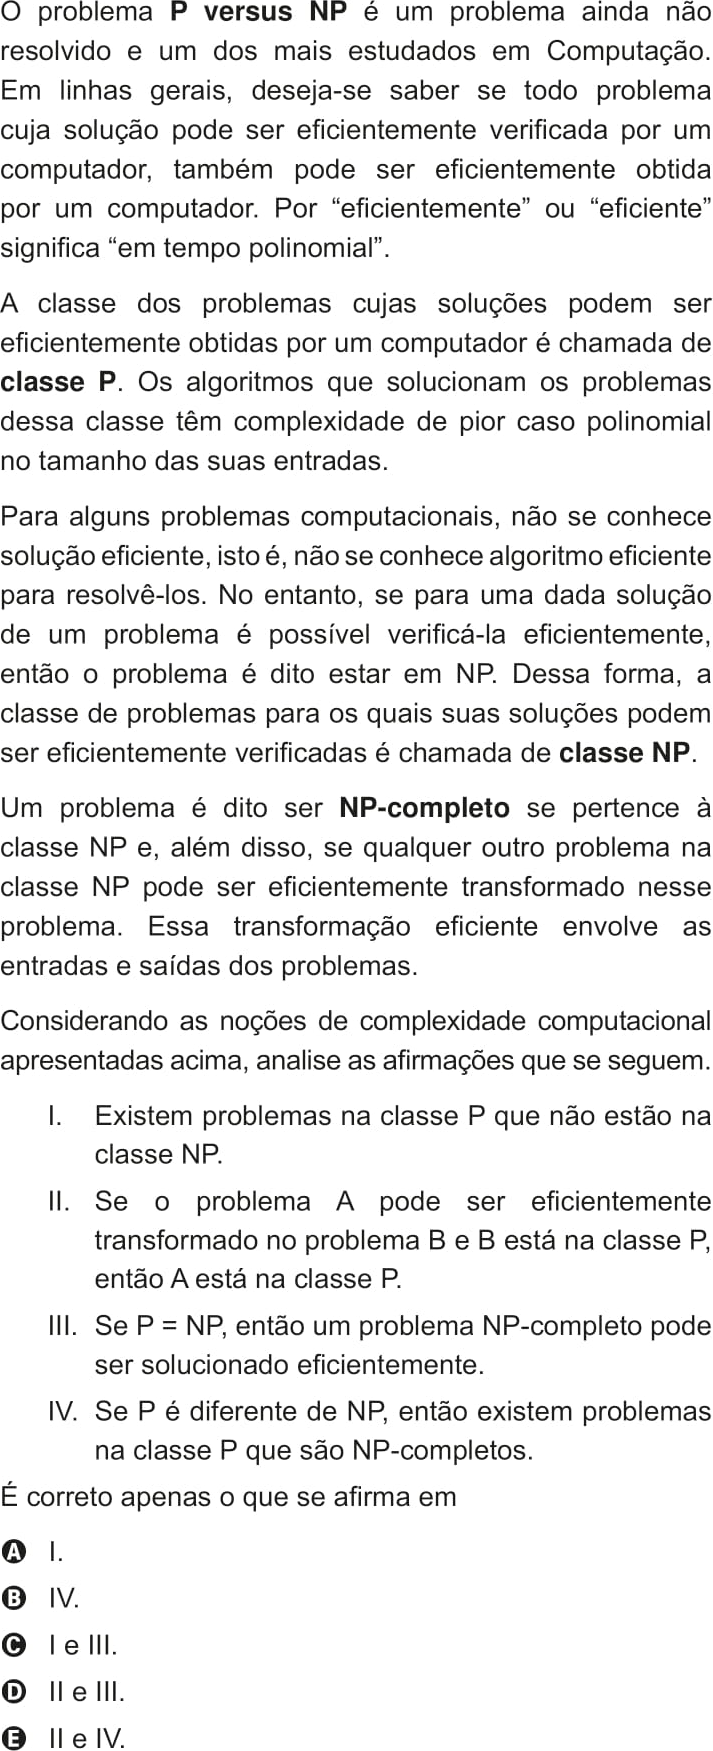 O problema P versus NP é um problema ainda não
resolvido e um dos mais estudados em Computação.
Em linhas gerais, deseja-se saber se todo problema
cuja solução pode ser eficientemente verificada por um
computador, também pode ser eficientemente obtida
por um computador. Por “eficientemente” ou “eficiente”
significa “em tempo polinomial”.
A classe dos problemas cujas soluções podem ser
eficientemente obtidas por um computador é chamada de
classe P. Os algoritmos que solucionam os problemas
dessa classe têm complexidade de pior caso polinomial
no tamanho das suas entradas.
Para alguns problemas computacionais, não se conhece
solução eficiente, isto é, não se conhece algoritmo eficiente
para resolvê-los. No entanto, se para uma dada solução
de um problema é possível verificá-la eficientemente,
então o problema é dito estar em NP. Dessa forma, a
classe de problemas para os quais suas soluções podem
ser eficientemente verificadas é chamada de classe NP.
Um problema é dito ser NP-completo se pertence à
classe NP e, além disso, se qualquer outro problema na
classe NP pode ser eficientemente transformado nesse
problema. Essa transformação eficiente envolve as
entradas e saídas dos problemas.
Considerando as noções de complexidade computacional
apresentadas acima, analise as afirmações que se seguem.
I. Existem problemas na classe P que não estão na
classe NP.
II. Se o problema A pode ser eficientemente
transformado no problema B e B está na classe P,
então A está na classe P.
III. Se P = NP, então um problema NP-completo pode
ser solucionado eficientemente.
IV. Se P é diferente de NP, então existem problemas
na classe P que são NP-completos.
É correto apenas o que se afirma em
A I.
B IV.
C I e III.
D II e III.
E II e IV.